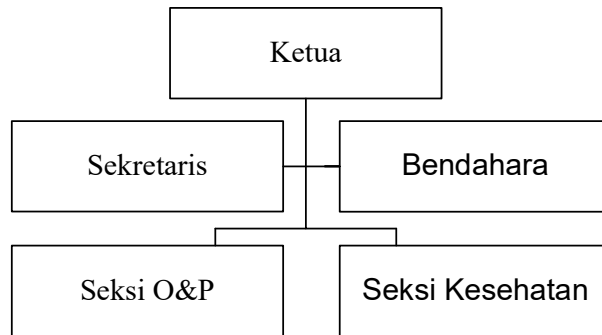 Ketua
Sekretaris
Bendahara
Seksi O&P
Seksi Kesehatan